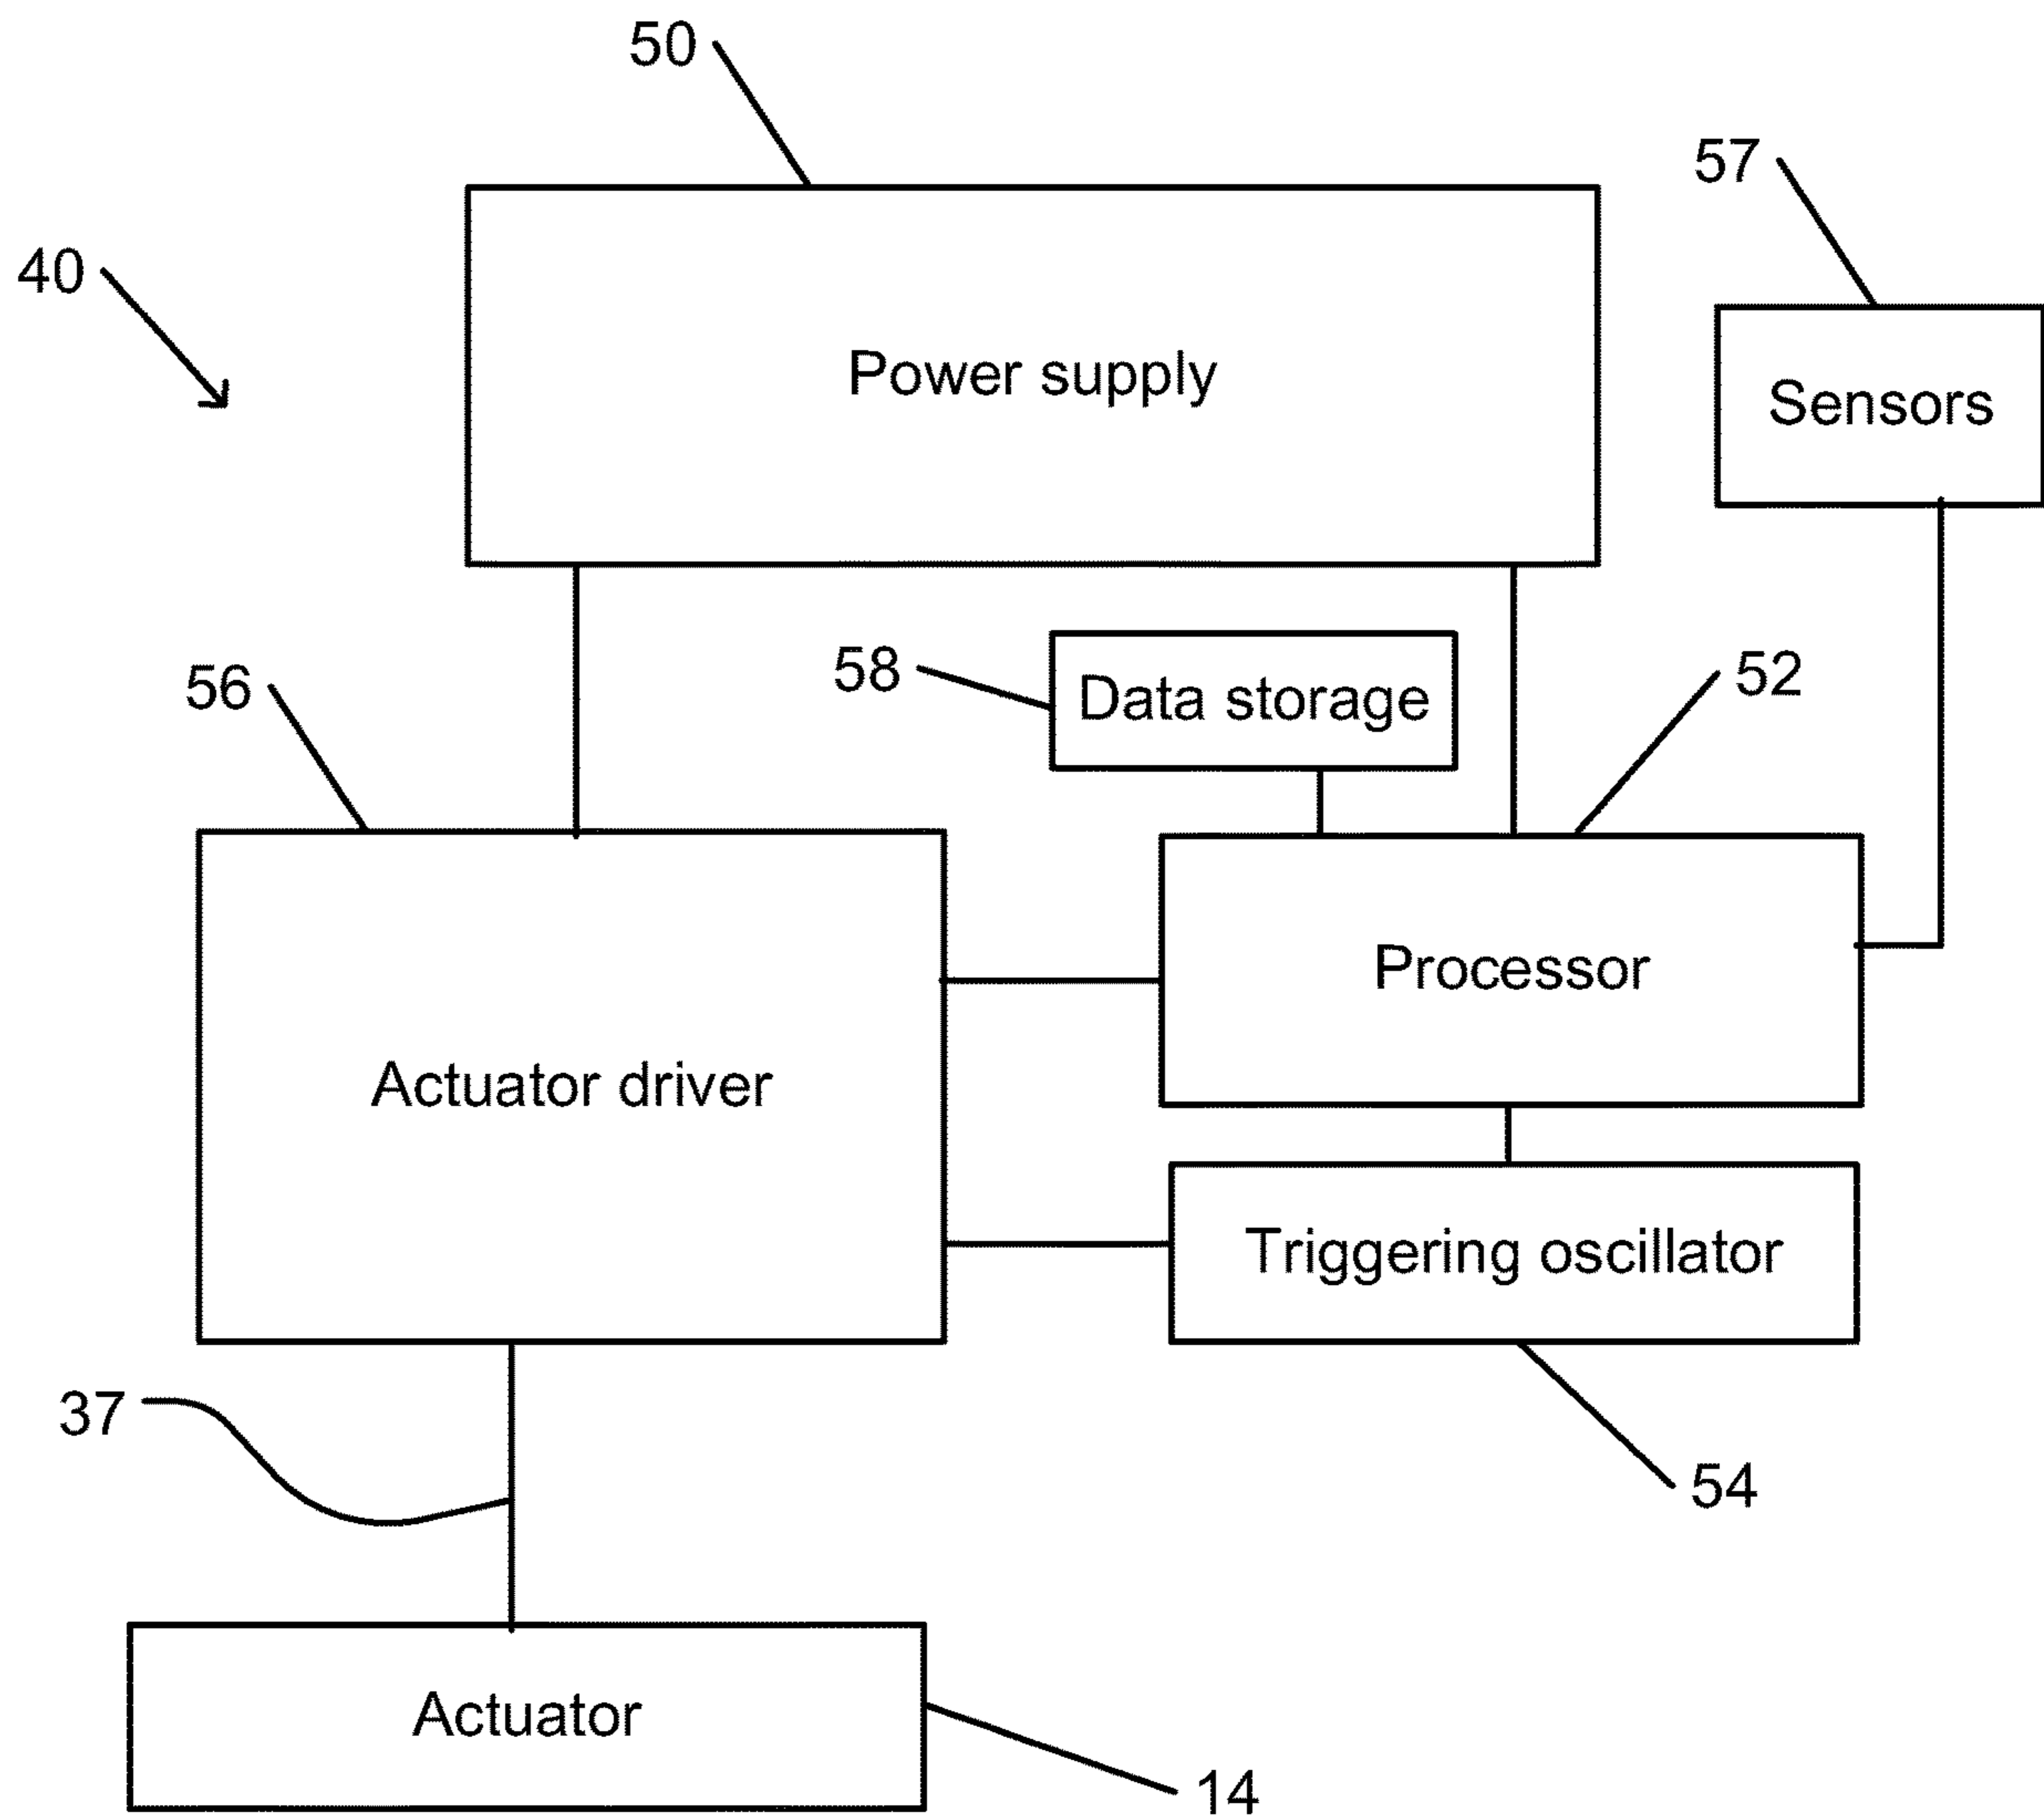 50
57
40
Power supply
Sensors
58
52
56
Data storage
Processor
Actuator driver
Triggering oscillator
37
54
Actuator
14